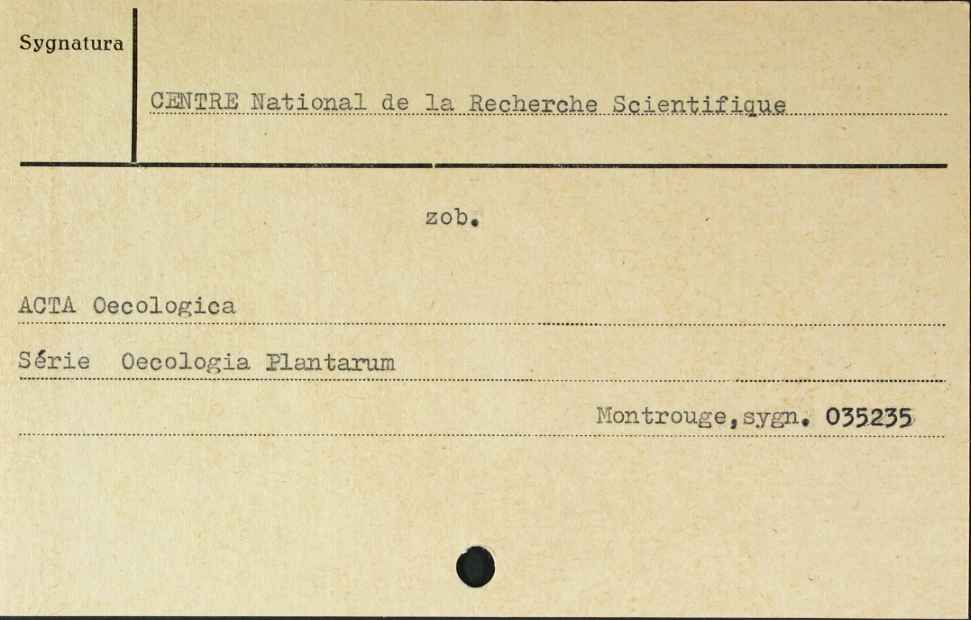 Sygnatura
CENTRE National de la Recherche Scientifique
zob.
ACTA Oecologica
Série Oecologia Plantarum
Montrouge,sygn. 035235